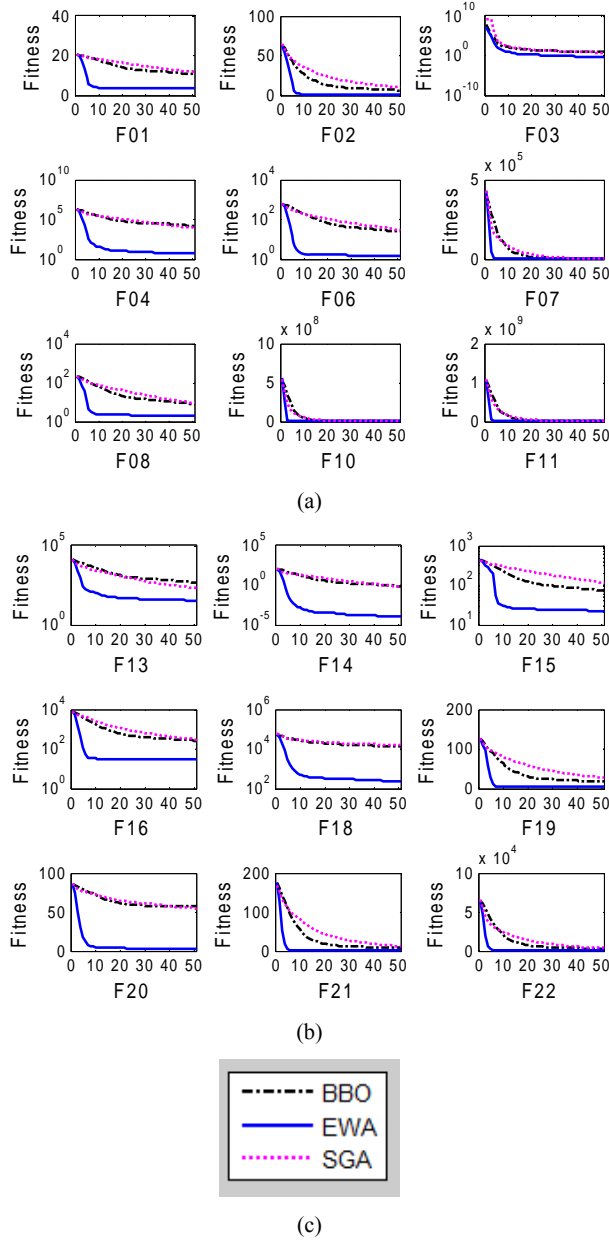 Fitness
40
20
0
0 10 20 30 40 50
F01
100
50
0
0 10 20 30 40 50
F02
10^10
10^0
10^-10
0 10 20 30 40 50
F03
Fitness
10^10
10^5
10^0
0 10 20 30 40 50
F04
Fitness
10^4
10^2
10^0
0 10 20 30 40 50
F06
Fitness
x 10^5
5
0
0 10 20 30 40 50
F07
Fitness
10^4
10^2
10^0
0 10 20 30 40 50
F08
Fitness
x 10^8
10
5
0
0 10 20 30 40 50
F10
Fitness
x 10^9
2
1
0
0 10 20 30 40 50
F11
Fitness
Fitness
(a)
Fitness
10^5
10^0
0 10 20 30 40 50
F13
Fitness
10^5
10^0
10^-5
0 10 20 30 40 50
F14
Fitness
10^3
10^2
10^1
0 10 20 30 40 50
F15
Fitness
10^4
10^2
10^0
0 10 20 30 40 50
F16
Fitness
10^6
10^4
10^2
0 10 20 30 40 50
F18
Fitness
200
100
0
0 10 20 30 40 50
F19
Fitness
100
50
0
0 10 20 30 40 50
F20
Fitness
200
100
0
0 10 20 30 40 50
F21
Fitness
x 10^4
10
5
0
0 10 20 30 40 50
F22
(b)
BBO
EWA
SGA
(c)